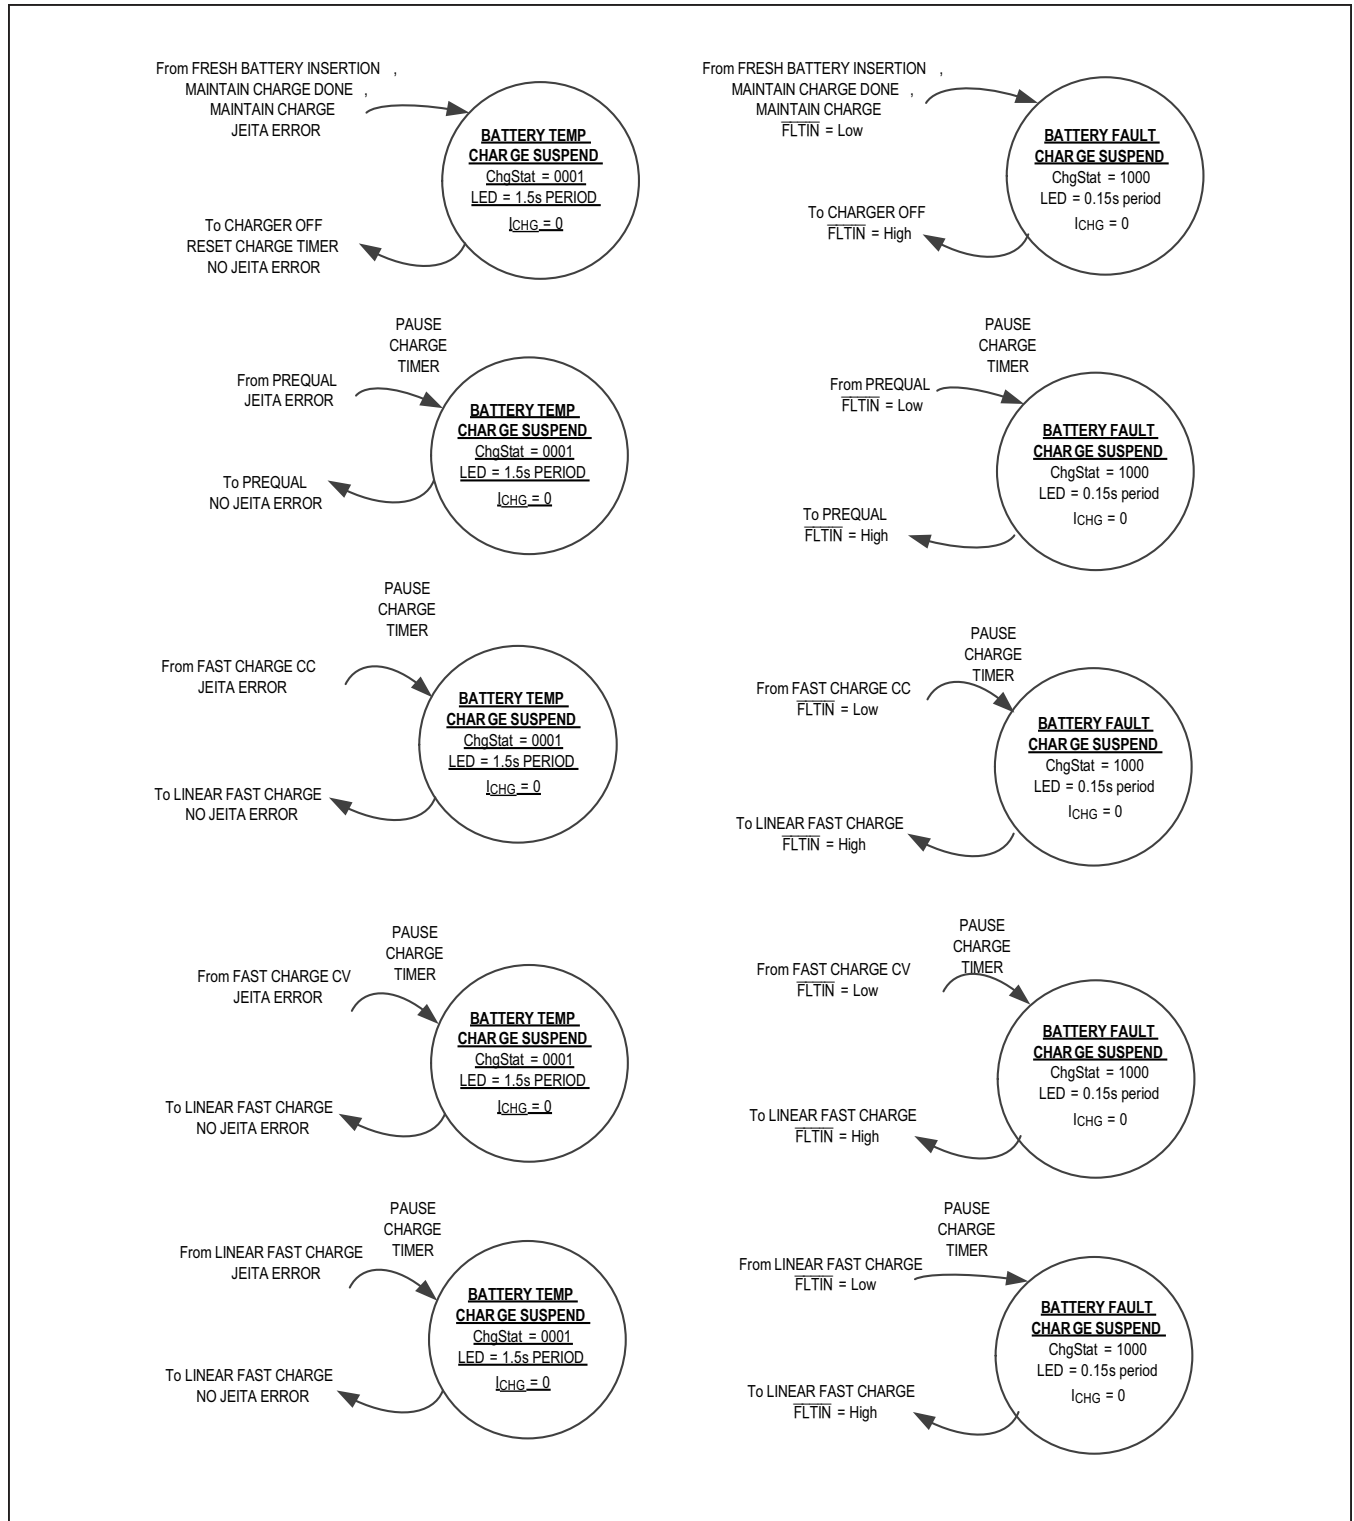 From FRESH BATTERY INSERTION ,
MAINTAIN CHARGE DONE ,
MAINTAIN CHARGE
JEITA ERROR
BATTERY TEMP
CHARGE SUSPEND
ChgStat = 0001
LED = 1.5s PERIOD
ICHG = 0
To CHARGER OFF
RESET CHARGE TIMER
NO JEITA ERROR
From FRESH BATTERY INSERTION ,
MAINTAIN CHARGE DONE ,
MAINTAIN CHARGE
FLTIN = Low
BATTERY FAULT
CHARGE SUSPEND
ChgStat = 1000
LED = 0.15s period
ICHG = 0
To CHARGER OFF
FLTIN = High
PAUSE
CHARGE
TIMER
From PREQUAL
JEITA ERROR
BATTERY TEMP
CHARGE SUSPEND
ChgStat = 0001
LED = 1.5s PERIOD
ICHG = 0
To PREQUAL
NO JEITA ERROR
PAUSE
CHARGE
TIMER
From PREQUAL
FLTIN = Low
BATTERY FAULT
CHARGE SUSPEND
ChgStat = 1000
LED = 0.15s period
ICHG = 0
To PREQUAL
FLTIN = High
PAUSE
CHARGE
TIMER
From FAST CHARGE CC
JEITA ERROR
BATTERY TEMP
CHARGE SUSPEND
ChgStat = 0001
LED = 1.5s PERIOD
ICHG = 0
To LINEAR FAST CHARGE
NO JEITA ERROR
PAUSE
CHARGE
TIMER
From FAST CHARGE CC
FLTIN = Low
BATTERY FAULT
CHARGE SUSPEND
ChgStat = 1000
LED = 0.15s period
ICHG = 0
To LINEAR FAST CHARGE
FLTIN = High
PAUSE
CHARGE
TIMER
From FAST CHARGE CV
JEITA ERROR
BATTERY TEMP
CHARGE SUSPEND
ChgStat = 0001
LED = 1.5s PERIOD
ICHG = 0
To LINEAR FAST CHARGE
NO JEITA ERROR
PAUSE
CHARGE
TIMER
From FAST CHARGE CV
FLTIN = Low
BATTERY FAULT
CHARGE SUSPEND
ChgStat = 1000
LED = 0.15s period
ICHG = 0
To LINEAR FAST CHARGE
FLTIN = High
PAUSE
CHARGE
TIMER
From LINEAR FAST CHARGE
JEITA ERROR
BATTERY TEMP
CHARGE SUSPEND
ChgStat = 0001
LED = 1.5s PERIOD
ICHG = 0
To LINEAR FAST CHARGE
NO JEITA ERROR
PAUSE
CHARGE
TIMER
From LINEAR FAST CHARGE
FLTIN = Low
BATTERY FAULT
CHARGE SUSPEND
ChgStat = 1000
LED = 0.15s period
ICHG = 0
To LINEAR FAST CHARGE
FLTIN = High